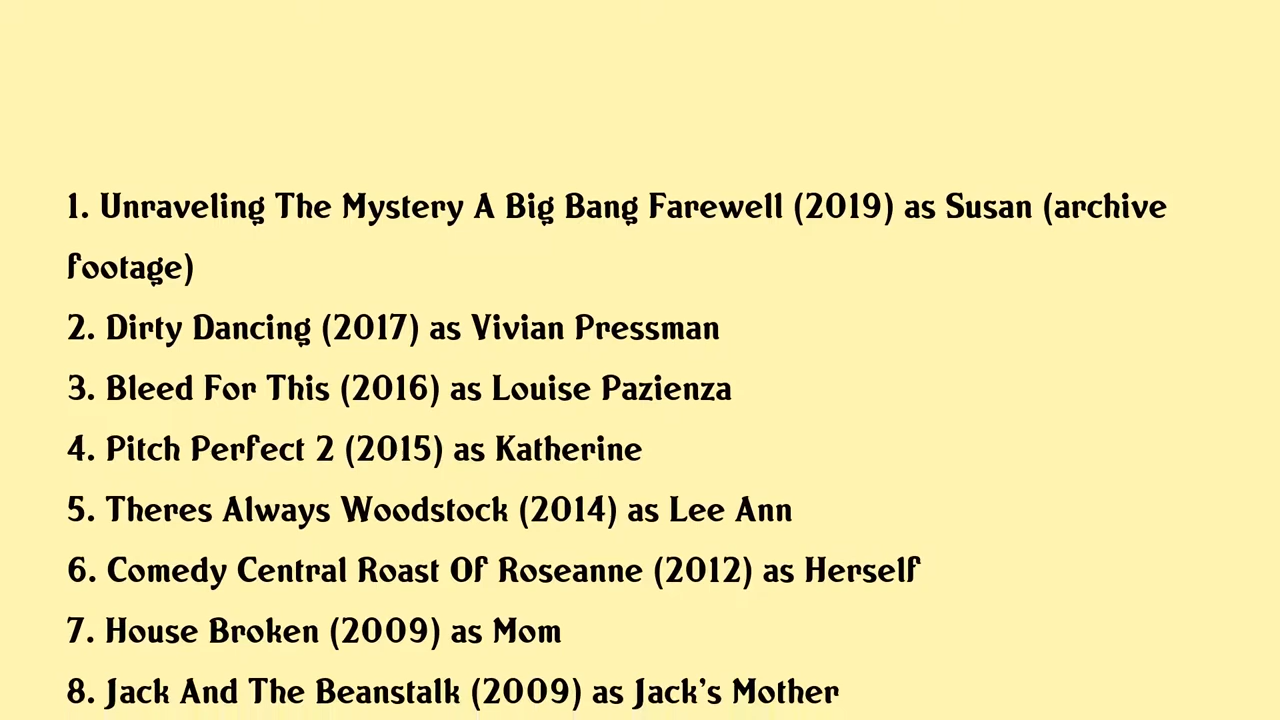 1. Unraveling The Mystery A Big Bang Farewell (2019) as Susan (archive
footage)
2. Dirty Dancing (2017) as Vivian Pressman
3. Bleed For This (2016) as Louise Pazienza
4. Pitch Perfect 2 (2015) as Katherine
5. Theres Always Woodstock (2014) as Lee Ann
6. Comedy Central Roast Of Roseanne (2012) as Herself
7. House Broken (2009) as Mom
8. Jack And The Beanstalk (2009) as Jack's Mother